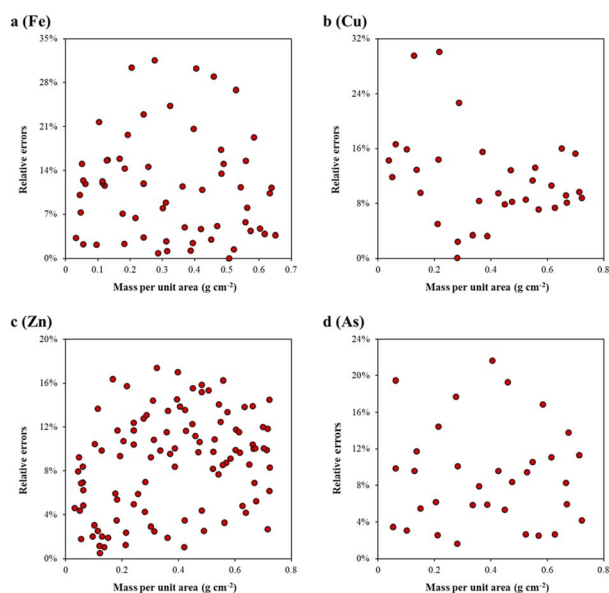 a (Fe)
35%
28%
21%
14%
7%
0%
Relative errors
0 0.1 0.2 0.3 0.4 0.5 0.6 0.7
Mass per unit area (g cm⁻²)
b (Cu)
32%
24%
16%
8%
0%
Relative errors
0 0.2 0.4 0.6 0.8
Mass per unit area (g cm⁻²)
c (Zn)
20%
16%
12%
8%
4%
0%
Relative errors
0 0.2 0.4 0.6 0.8
Mass per unit area (g cm⁻²)
d (As)
24%
20%
16%
12%
8%
4%
0%
Relative errors
0 0.2 0.4 0.6 0.8
Mass per unit area (g cm⁻²)